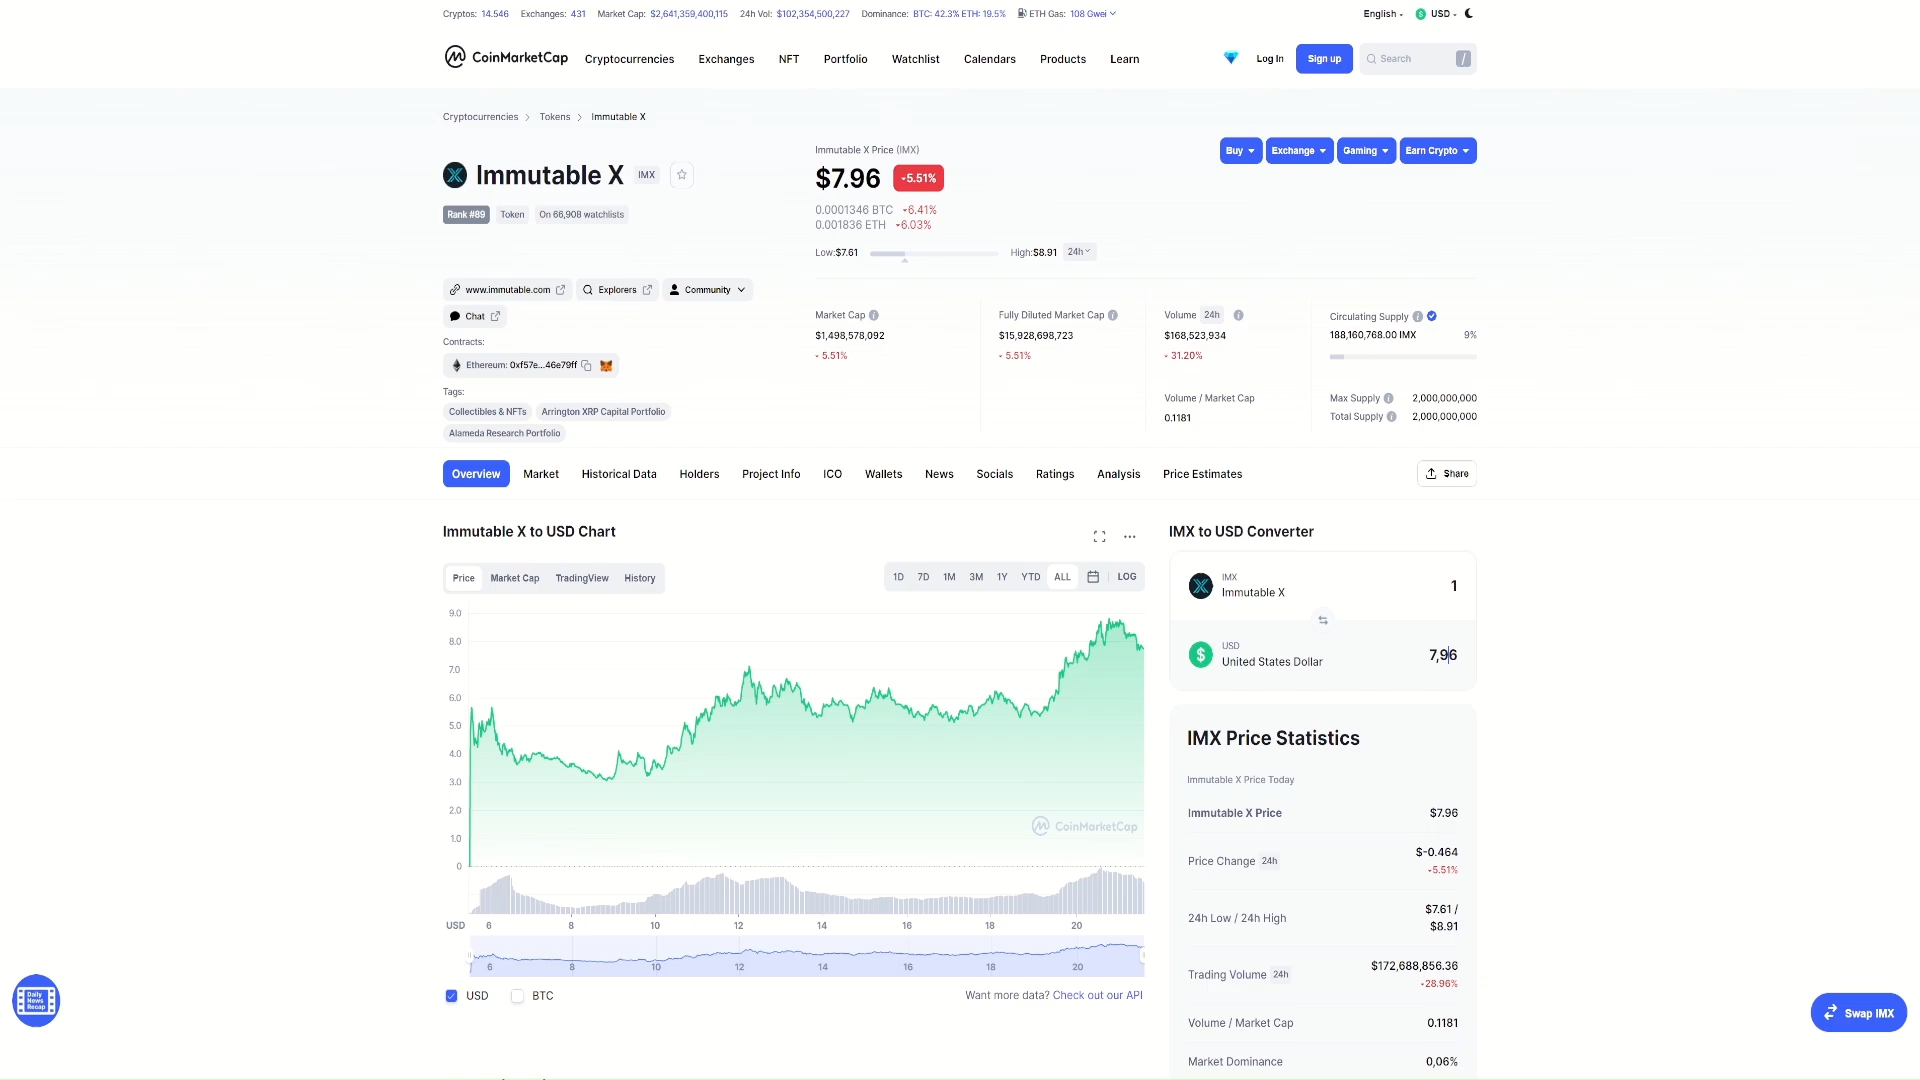 Cryptos: 14.546 Exchanges: 431 Market Cap: $2,641,359,400,115 24h Vol: $102,354,500,227 Dominance: BTC: 42.3% ETH: 19.5% ETH Gas: 108 Gwei English USD
CoinMarketCap Cryptocurrencies Exchanges NFT Portfolio Watchlist Calendars Products Learn Log In Sign up Search /
Cryptocurrencies > Tokens > Immutable X
Immutable X IMX
Rank #89 Token On 66,908 watchlists
www.immutable.com Explorers Community
Chat
Contracts:
Ethereum: 0xf57e...46e79ff
Tags:
Collectibles & NFTs Arrington XRP Capital Portfolio
Alameda Research Portfolio
Immutable X Price (IMX)
$7.96 -5.51%
0.0001346 BTC -6.41%
0.001836 ETH -6.03%
Low:$7.61 High:$8.91 24h
Buy Exchange Gaming Earn Crypto
Market Cap
$1,498,578,092
- 5.51%
Fully Diluted Market Cap
$15,928,698,723
- 5.51%
Volume 24h
$168,523,934
- 31.20%
Volume / Market Cap
0.1181
Circulating Supply
188,160,768.00 IMX 9%
Max Supply 2,000,000,000
Total Supply 2,000,000,000
Overview Market Historical Data Holders Project Info ICO Wallets News Socials Ratings Analysis Price Estimates Share
Immutable X to USD Chart
Price Market Cap TradingView History 1D 7D 1M 3M 1Y YTD ALL LOG
9.0
8.0
7.0
6.0
5.0
4.0
3.0
2.0
1.0
0
CoinMarketCap
USD 6 8 10 12 14 16 18 20
6 8 10 12 14 16 18 20
USD BTC Want more data? Check out our API
IMX to USD Converter
IMX
Immutable X 1
USD
United States Dollar 7,96
IMX Price Statistics
Immutable X Price Today
Immutable X Price $7.96
Price Change 24h $-0.464
-5.51%
24h Low / 24h High $7.61 /
$8.91
Trading Volume 24h $172,688,856.36
-28.96%
Volume / Market Cap 0.1181
Market Dominance 0,06%
Daily
News
Recap
Swap IMX